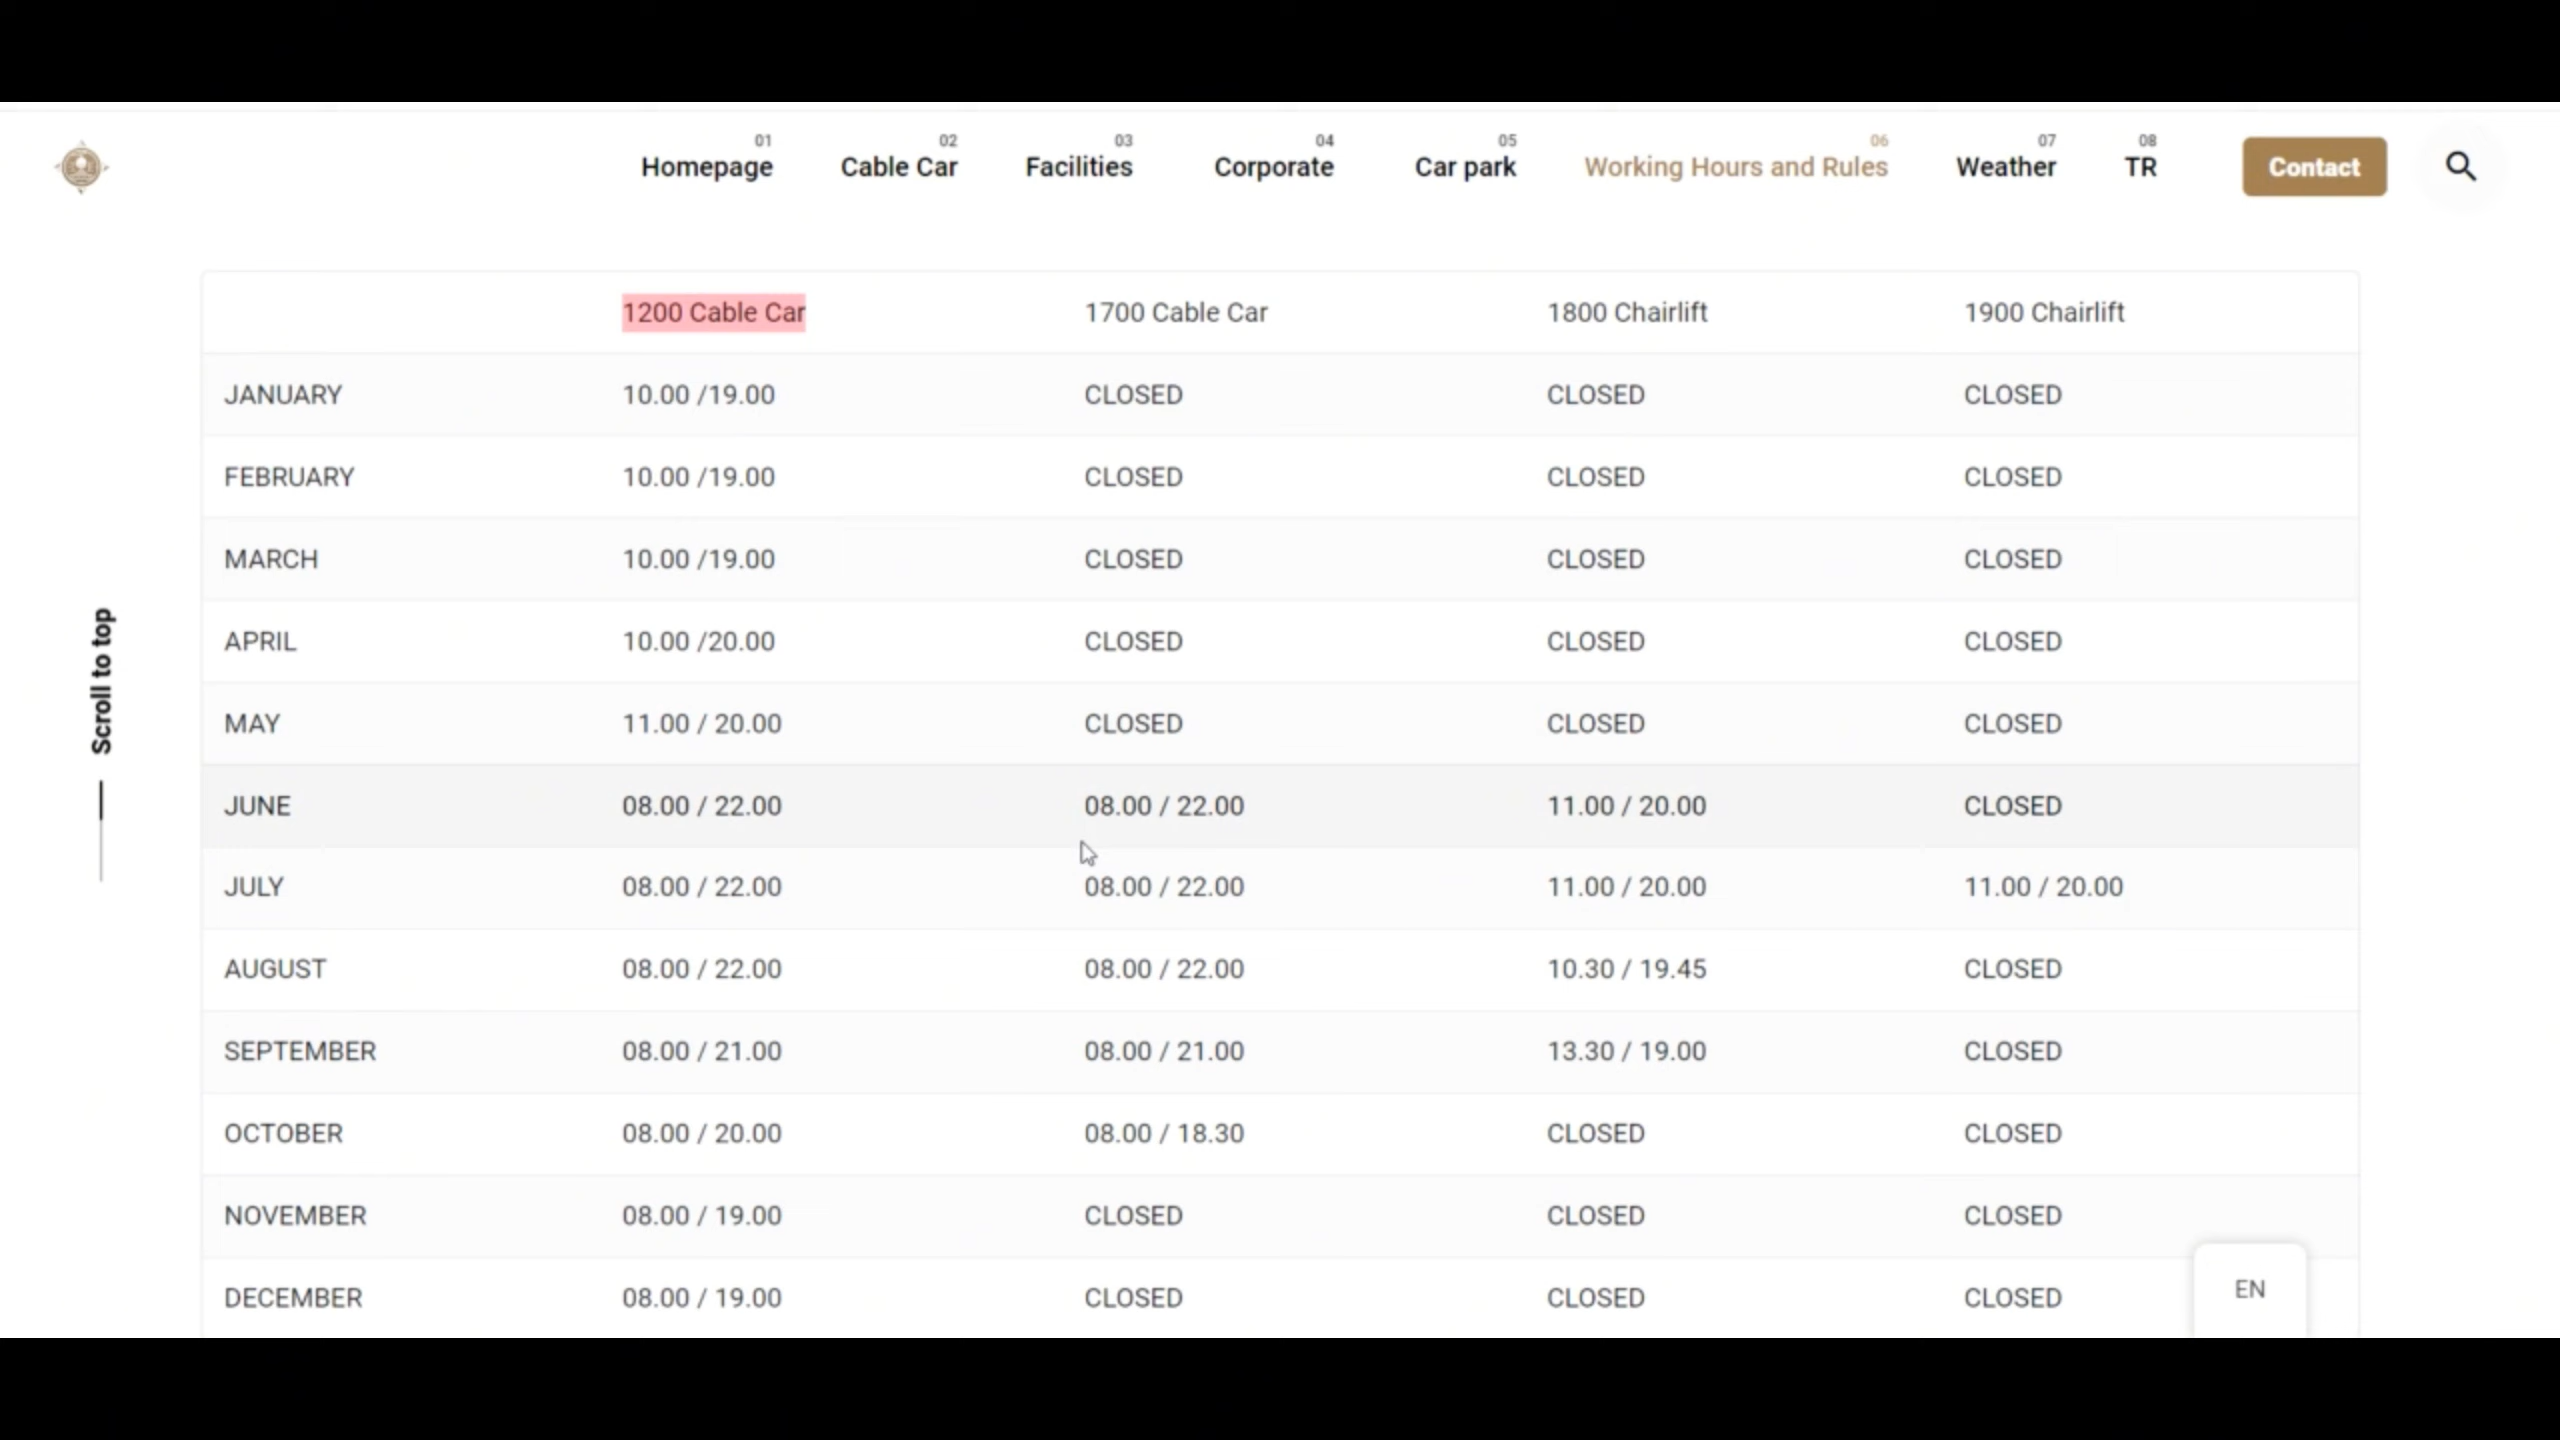 01 02 03 04 05 06 07 08
Homepage Cable Car Facilities Corporate Car park Working Hours and Rules Weather TR Contact
1200 Cable Car 1700 Cable Car 1800 Chairlift 1900 Chairlift
JANUARY 10.00 /19.00 CLOSED CLOSED CLOSED
FEBRUARY 10.00 /19.00 CLOSED CLOSED CLOSED
MARCH 10.00 /19.00 CLOSED CLOSED CLOSED
APRIL 10.00 /20.00 CLOSED CLOSED CLOSED
MAY 11.00 / 20.00 CLOSED CLOSED CLOSED
JUNE 08.00 / 22.00 08.00 / 22.00 11.00 / 20.00 CLOSED
JULY 08.00 / 22.00 08.00 / 22.00 11.00 / 20.00 11.00 / 20.00
AUGUST 08.00 / 22.00 08.00 / 22.00 10.30 / 19.45 CLOSED
SEPTEMBER 08.00 / 21.00 08.00 / 21.00 13.30 / 19.00 CLOSED
OCTOBER 08.00 / 20.00 08.00 / 18.30 CLOSED CLOSED
NOVEMBER 08.00 / 19.00 CLOSED CLOSED CLOSED
DECEMBER 08.00 / 19.00 CLOSED CLOSED CLOSED
Scroll to top
EN